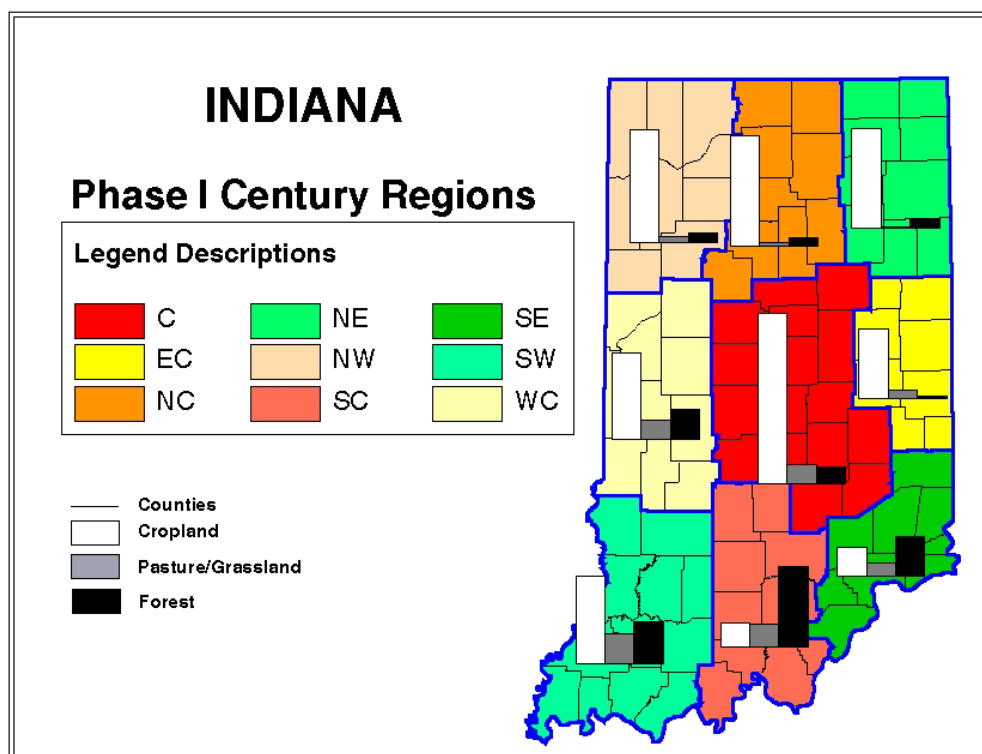 INDIANA
Phase I Century Regions
Legend Descriptions
C NE SE
EC NW SW
NC SC WC
Counties
Cropland
Pasture/Grassland
Forest